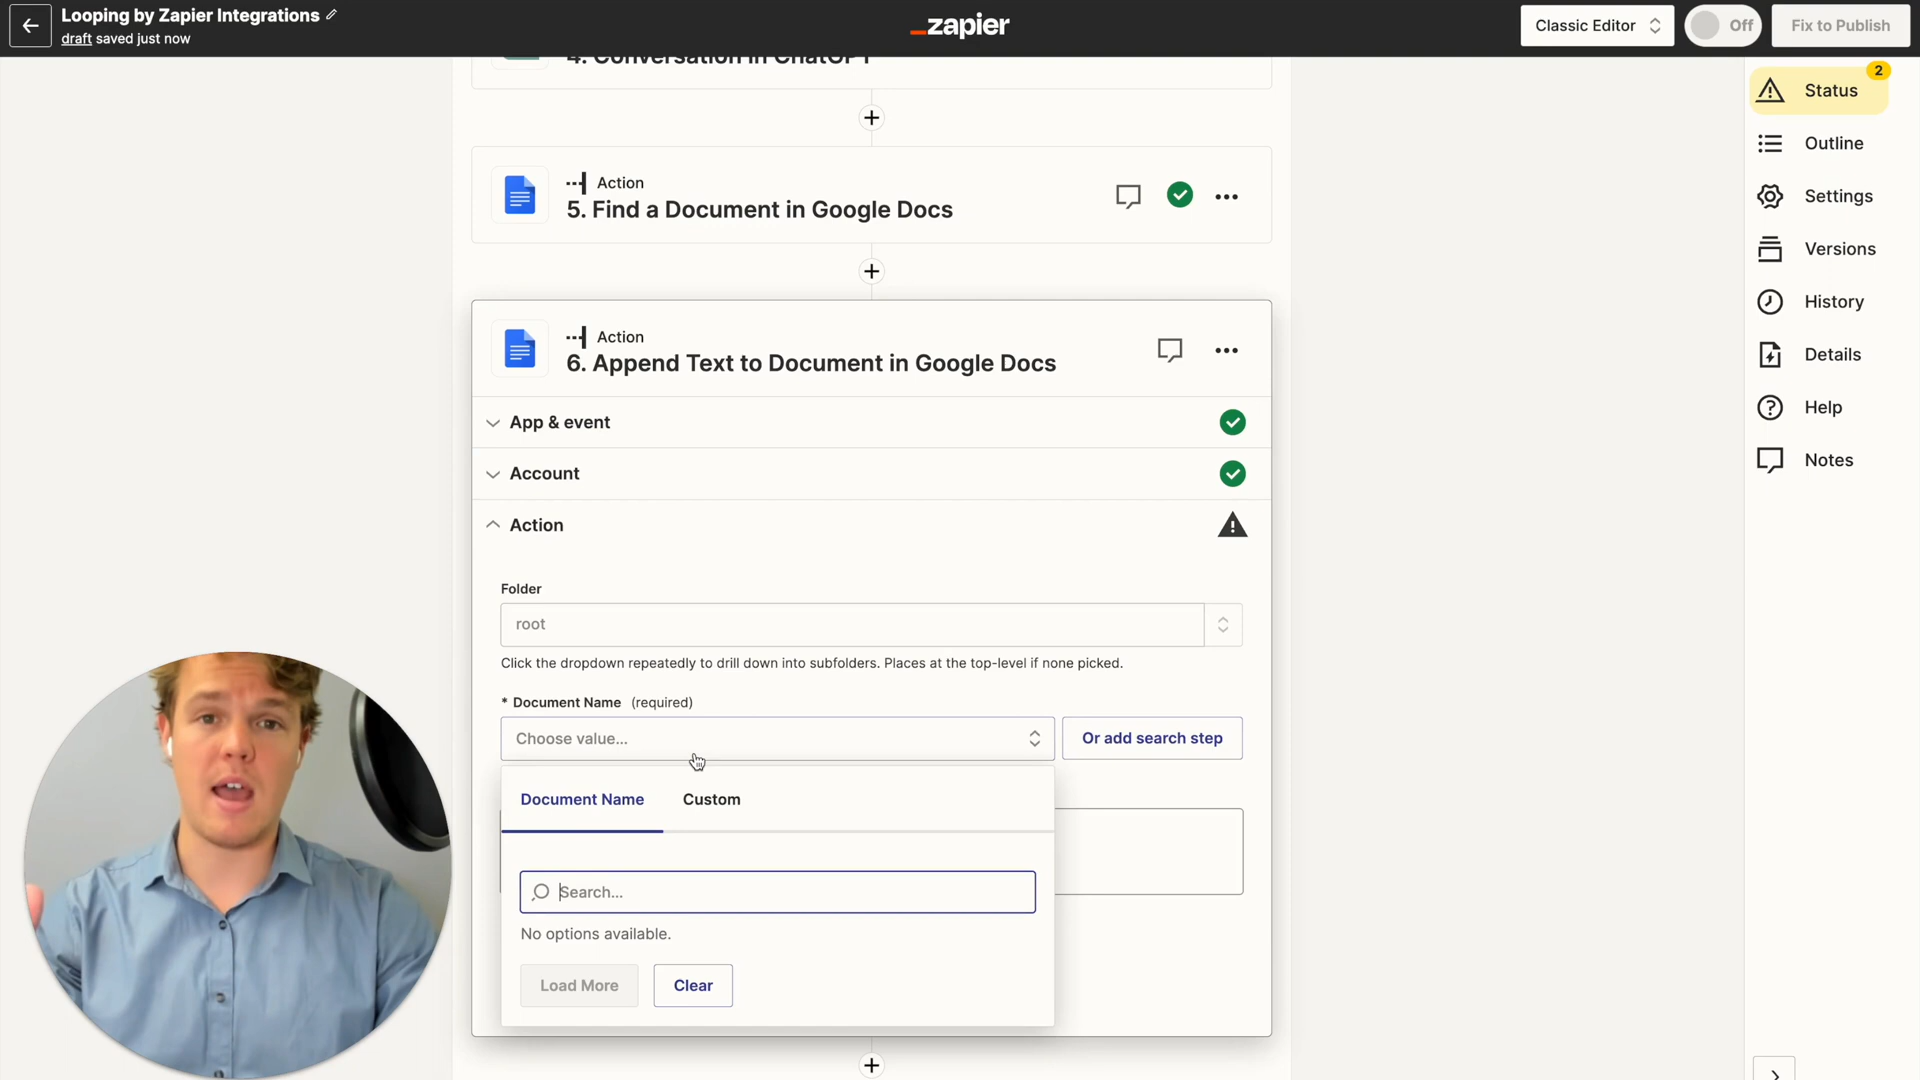 Looping by Zapier Integrations
draft saved just now
zapier
Classic Editor
Off
Fix to Publish
4. Conversation in ChatGPT
Action
5. Find a Document in Google Docs
Action
6. Append Text to Document in Google Docs
App & event
Account
Action
Folder
root
Click the dropdown repeatedly to drill down into subfolders. Places at the top-level if none picked.
* Document Name (required)
Choose value...
Or add search step
Document Name
Custom
Search...
No options available.
Load More
Clear
2
Status
Outline
Settings
Versions
History
Details
Help
Notes